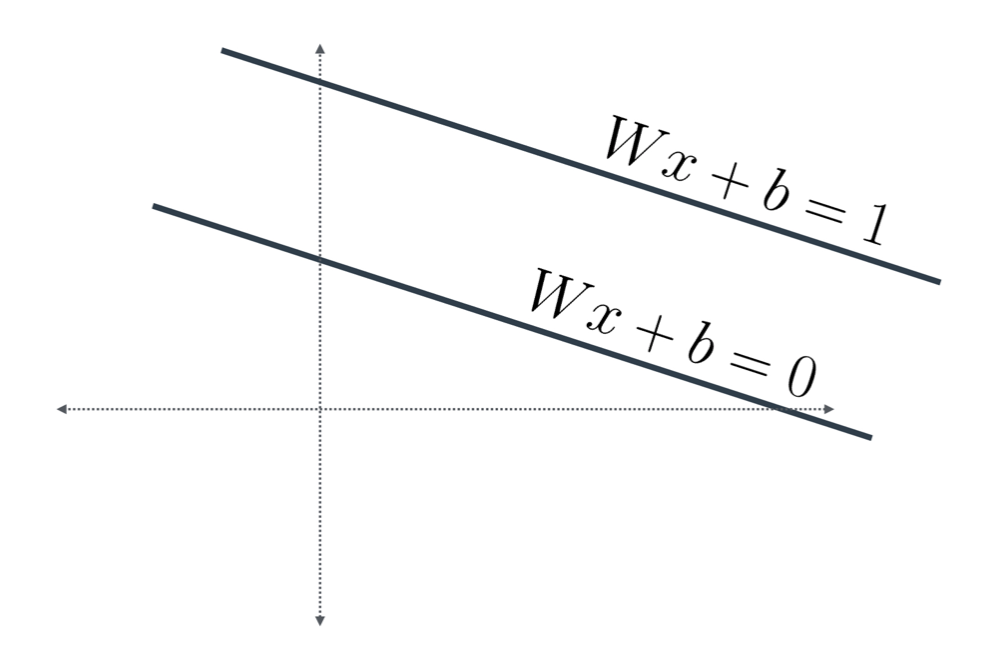 Wx + b = 1
Wx + b = 0